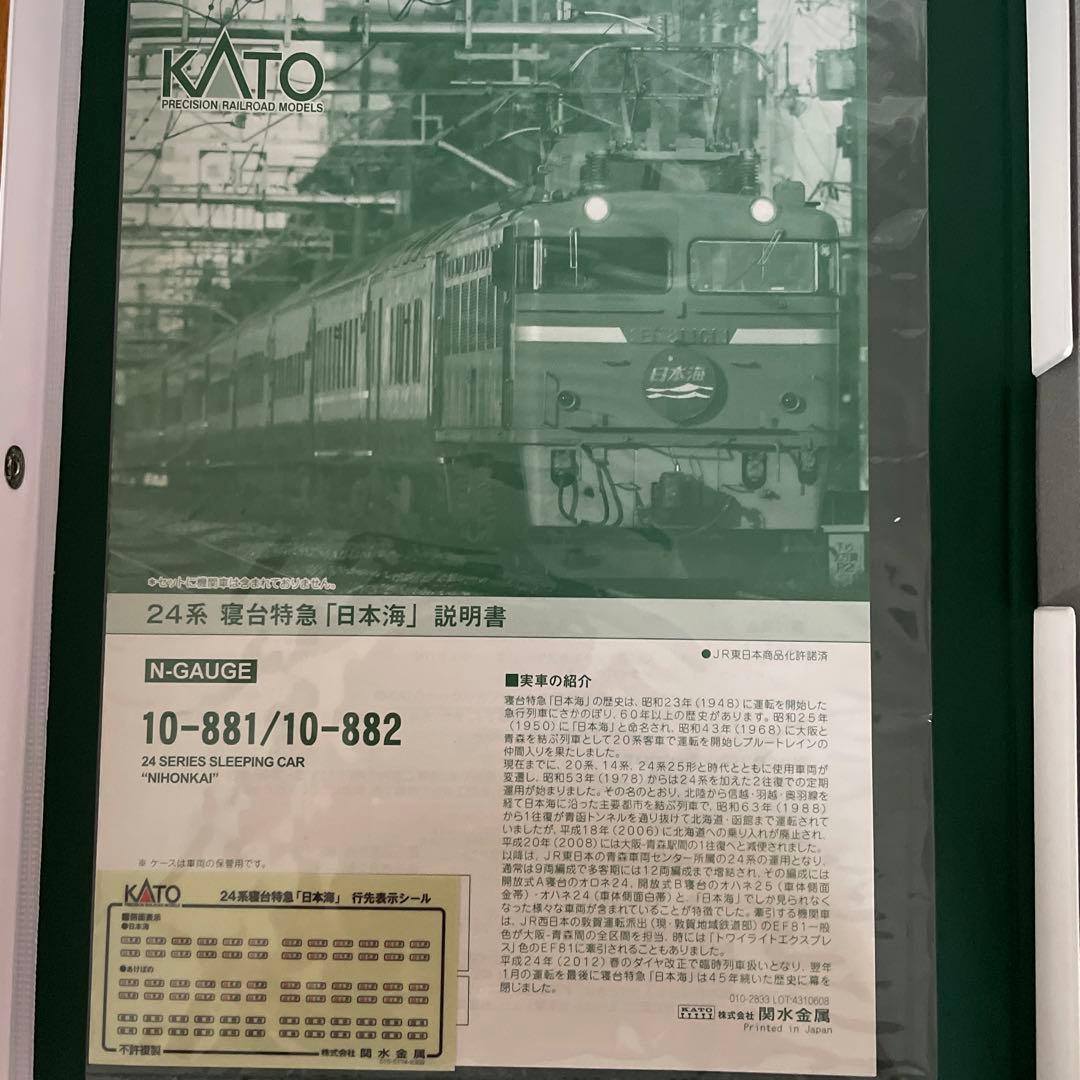 KATO
PRECISION RAILROAD MODELS
日本海
*セットに機関車は含まれておりません。
24系 寝台特急「日本海」 説明書
●JR東日本商品化許諾済
N-GAUGE
10-881/10-882
24 SERIES SLEEPING CAR
“NIHONKAI”
※ ケースは車両の保管用です。
■実車の紹介
寝台特急「日本海」の歴史は、昭和23年(1948)に運転を開始した
急行列車にさかのぼり、60年以上の歴史があります。昭和25年
(1950)に「日本海」と命名され、昭和43年(1968)に大阪と
青森を結ぶ列車として20系客車で運転を開始しブルートレインの
仲間入りを果たしました。
現在までに、20系、14系、24系25形と時代とともに使用車両が
変遷し、昭和53年(1978)からは24系を加えた2往復での定期
運用が始まりました。その名のとおり、北陸から信越・羽越・奥羽線を
経て日本海に沿った主要都市を結ぶ列車で、昭和63年(1988)
から1往復が青函トンネルを通り抜けて北海道・函館まで運転されて
いましたが、平成18年(2006)に北海道への乗り入れが廃止され、
平成20年(2008)には大阪-青森駅間の1往復へと減便されました。
以降は、JR東日本の青森車両センター所属の24系の運用となり、
通常は9両編成で多客期には12両編成まで増結され、その編成には
開放式A寝台のオロネ24、開放式B寝台のオハネ25(車体側面
金帯)・オハネ24(車体側面白帯)と、「日本海」でしか見られなく
なった様々な車両が含まれていることが特徴でした。牽引する機関車
は、JR西日本の敦賀運転派出(現・敦賀地域鉄道部)のEF81一般
色が大阪-青森間の全区間を担当、時には「トワイライトエクスプレ
ス」色のEF81に牽引されることもありました。
平成24年(2012)春のダイヤ改正で臨時列車扱いとなり、翌年
1月の運転を最後に寝台特急「日本海」は45年続いた歴史に幕を
閉じました。
010-2833 LOT:4310608
KATO 株式会社 関水金属
Printed in Japan
KATO
PRECISION RAILROAD MODELS
24系寝台特急「日本海」 行先表示シール
■側面表示
●日本海
●あけぼの
不許複製
株式会社 関水金属